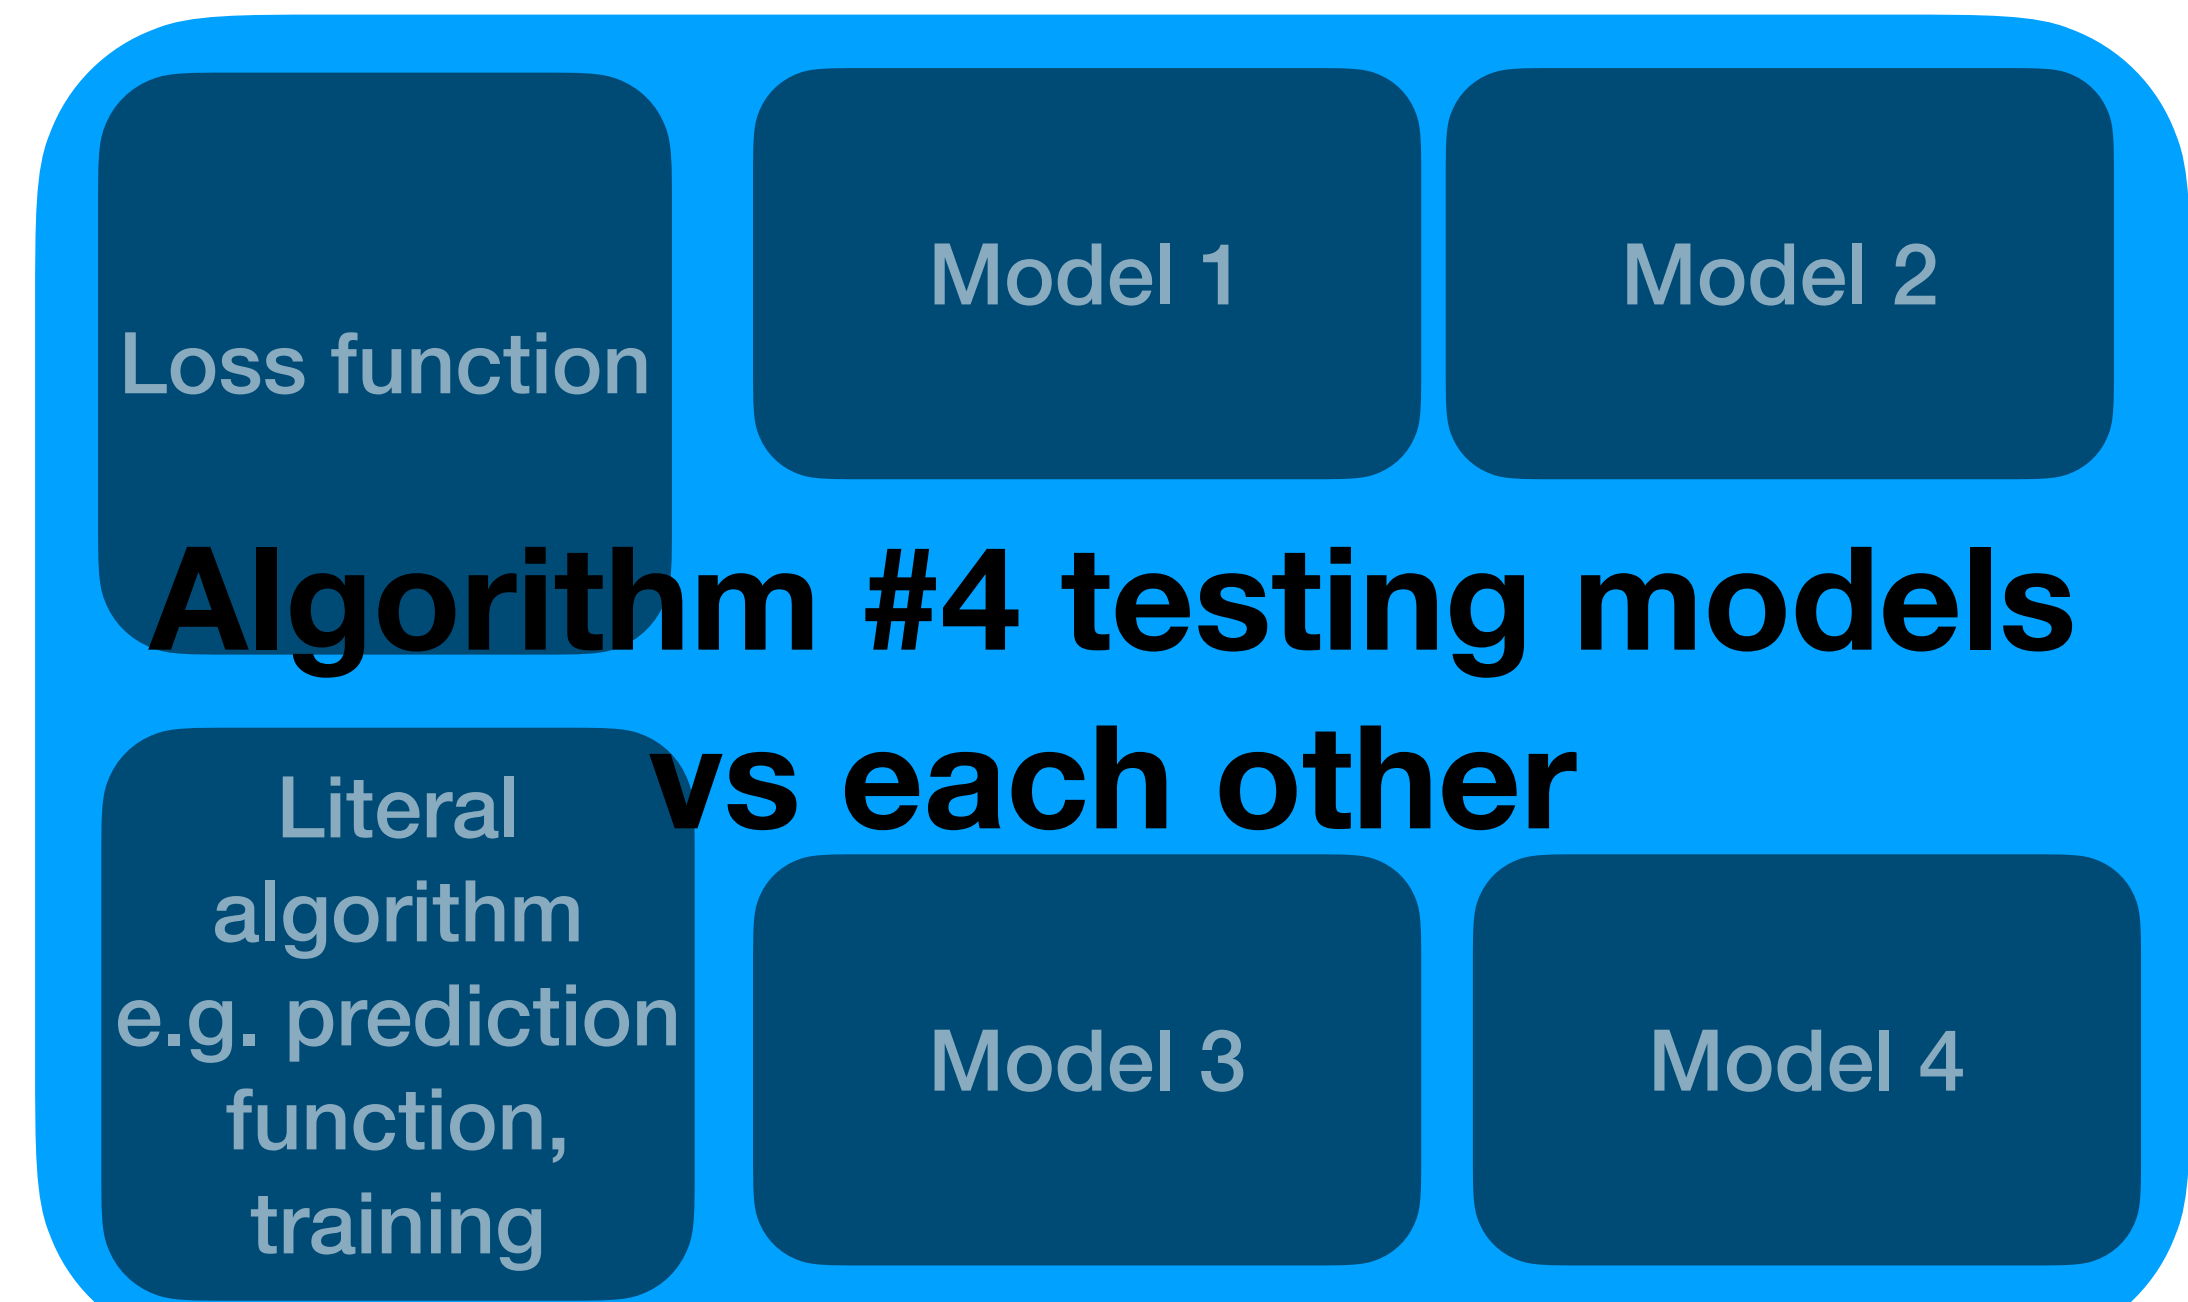 Loss function
Model 1
Model 2
Algorithm #4 testing models
vs each other
Literal
algorithm
e.g. prediction
function,
training
Model 3
Model 4